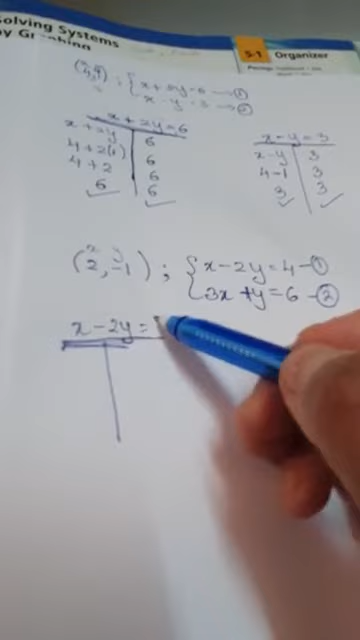 Solving Systems
by Graphing
5-1 Organizer
(4, 1) ; { x + 2y = 6 — ①
x - y = 3 — ②
x + 2y = 6
x + 2y | 6
4 + 2(1) | 6
4 + 2 | 6
6 ✓ | 6 ✓
x - y = 3
x - y | 3
4 - 1 | 3
3 ✓ | 3 ✓
x y
(2, -1) ; { x - 2y = 4 — ①
3x + y = 6 — ②
x - 2y =